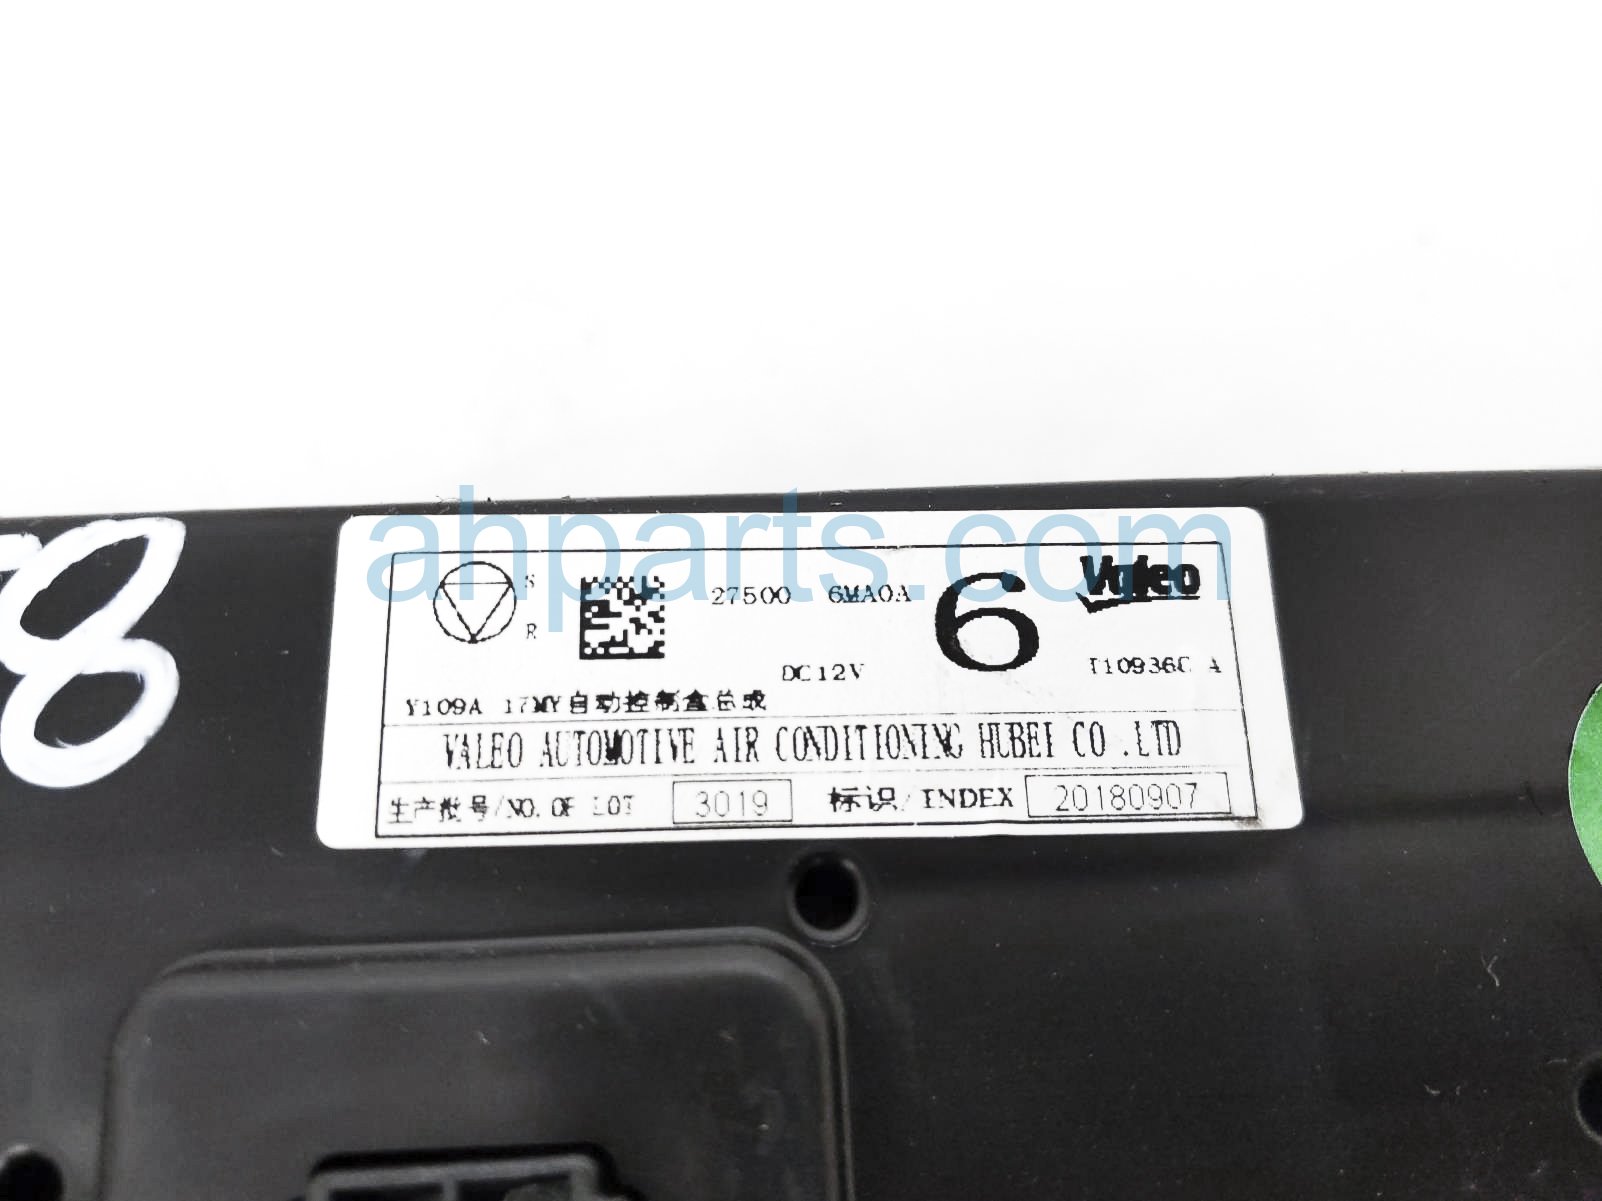 ahparts.com
S
R
27500 6MA0A
6
Valeo
DC12V
T10936C A
Y109A 17MY自动控制盒总成
VALEO AUTOMOTIVE AIR CONDITIONING HUBEI CO .LTD
生产批号/NO. OF LOT 3019 标识/INDEX 20180907
8